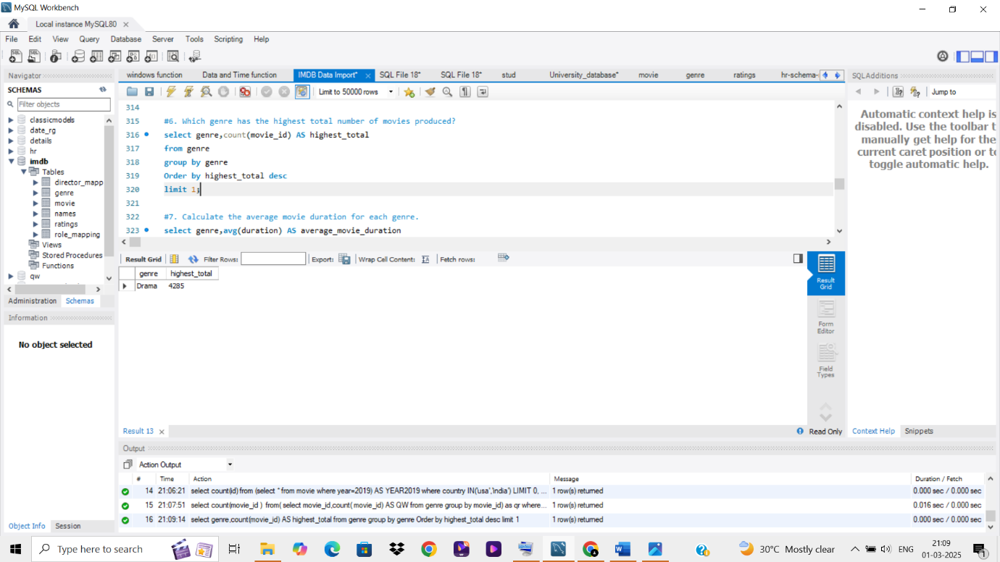 MySQL Workbench
Local instance MySQL80
File Edit View Query Database Server Tools Scripting Help
Navigator
SCHEMAS
Filter objects
classicmodels
date_rg
details
hr
imdb
Tables
director_mapp
genre
movie
names
ratings
role_mapping
Views
Stored Procedures
Functions
qw
Administration Schemas
Information
No object selected
Object Info Session
windows function Data and Time function IMDB Data Import* SQL File 18* SQL File 18* stud University_database* movie genre ratings hr-schema-
Limit to 50000 rows
314
315 #6. Which genre has the highest total number of movies produced?
316 select genre,count(movie_id) AS highest_total
317 from genre
318 group by genre
319 Order by highest_total desc
320 limit 1;
321
322 #7. Calculate the average movie duration for each genre.
323 select genre,avg(duration) AS average_movie_duration
Result Grid Filter Rows: Export: Wrap Cell Content: Fetch rows:
genre highest_total
Drama 4285
Result Grid
Form Editor
Field Types
Result 13 Read Only
SQLAdditions
Jump to
Automatic context help is
disabled. Use the toolbar t
manually get help for the
current caret position or to
toggle automatic help.
Context Help Snippets
Output
Action Output
# Time Action Message Duration / Fetch
14 21:06:21 select count(id) from (select * from movie where year=2019) AS YEAR2019 where country IN('usa','india') LIMIT 0, ... 1 row(s) returned 0.000 sec / 0.000 sec
15 21:07:51 select count(movie_id ) from( select movie_id,count( movie_id) AS QW from genre group by movie_id) as qr where... 1 row(s) returned 0.016 sec / 0.000 sec
16 21:09:14 select genre,count(movie_id) AS highest_total from genre group by genre Order by highest_total desc limit 1 1 row(s) returned 0.000 sec / 0.000 sec
Type here to search
30°C Mostly clear
ENG
21:09
01-03-2025
1